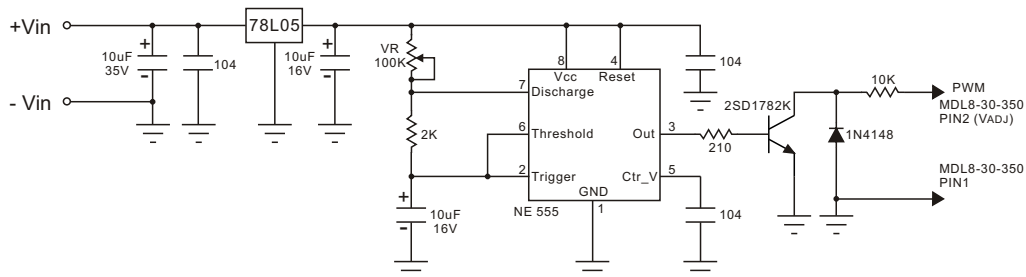 +Vin
78L05
+
10uF
35V
-
104
+
10uF
16V
-
VR
100K
8
Vcc
4
Reset
104
7
Discharge
2K
6
Threshold
Out
3
210
2SD1782K
10K
PWM
MDL8-30-350
PIN2 (VADJ)
1N4148
- Vin
2
Trigger
Ctr_V
5
MDL8-30-350
PIN1
+
10uF
16V
-
GND
NE 555
1
104